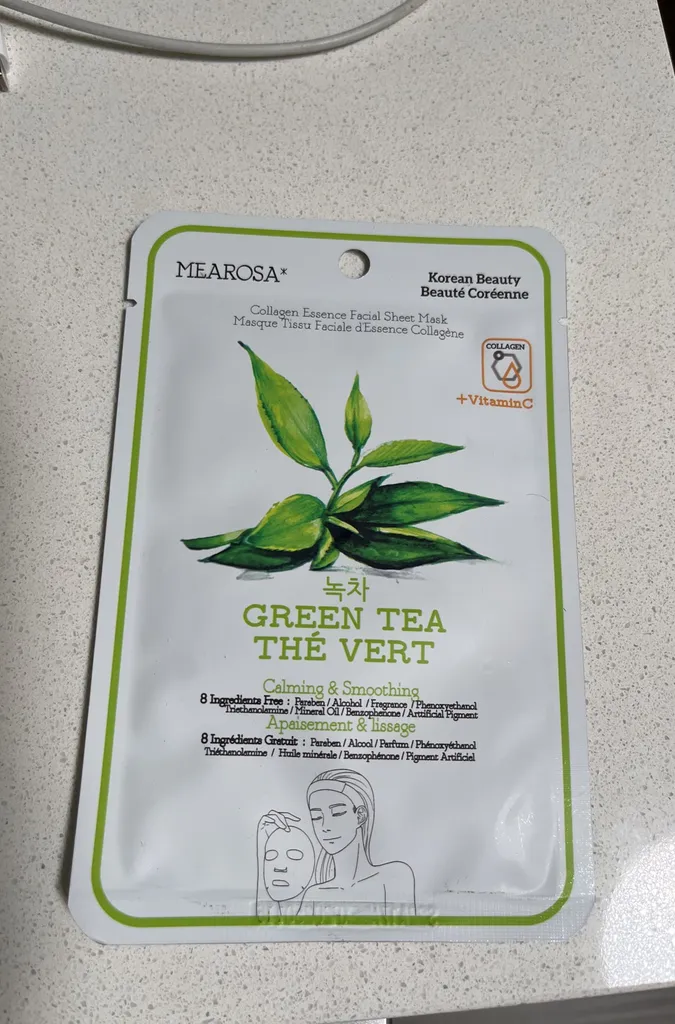 MEAROSA*
Korean Beauty
Beauté Coréenne
Collagen Essence Facial Sheet Mask
Masque Tissu Faciale d'Essence Collagène
COLLAGEN
+VitaminC
녹차
GREEN TEA
THÉ VERT
Calming & Smoothing
8 Ingredients Free : Paraben / Alcohol / Fragrance / Phenoxyethanol
Triethanolamine / Mineral Oil / Benzophenone / Artificial Pigment
Apaisement & lissage
8 Ingrédients Gratuit : Paraben / Alcool / Parfum / Phénoxyéthanol
Triéthanolamine / Huile minérale / Benzophénone / Pigment Artificiel